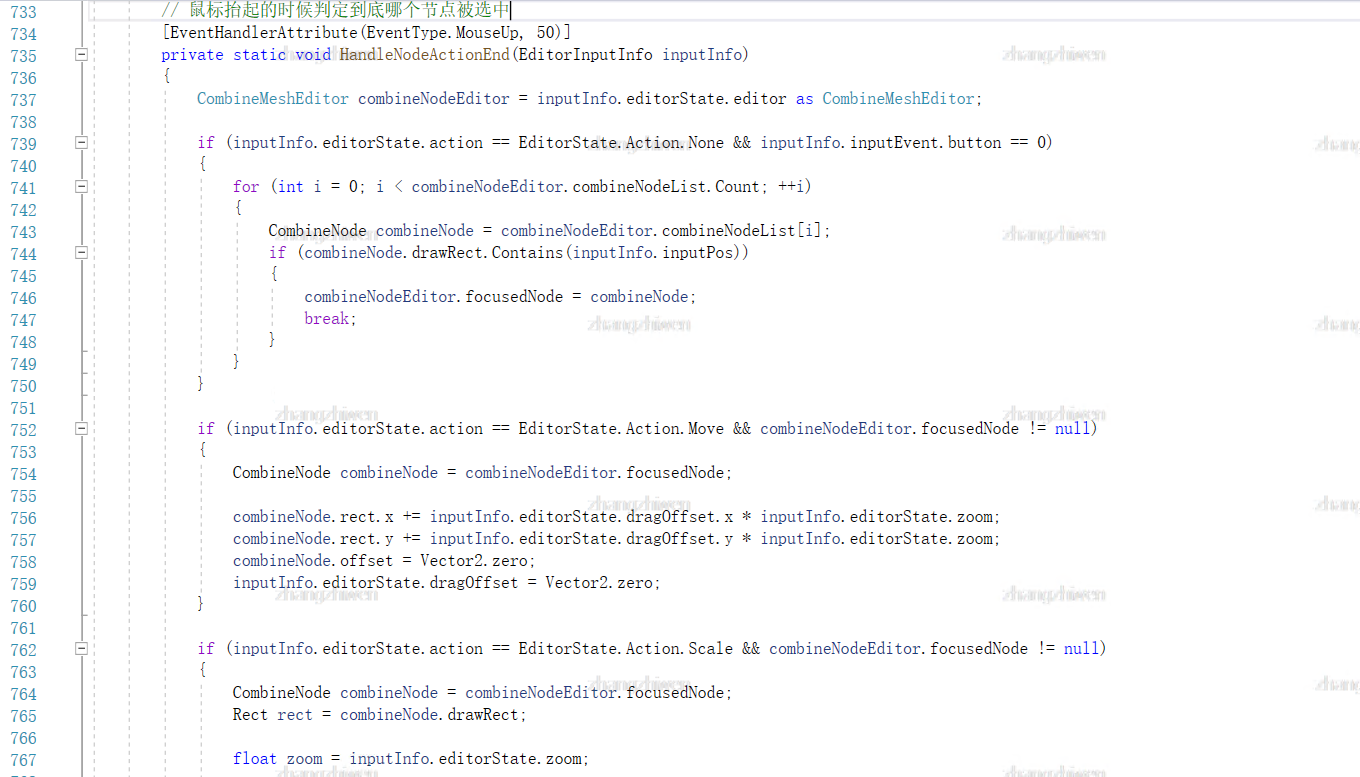 733 // 鼠标抬起的时候判定到底哪个节点被选中
734 [EventHandlerAttribute(EventType.MouseUp, 50)]
735 private static void HandleNodeActionEnd(EditorInputInfo inputInfo)
736 {
737 CombineMeshEditor combineNodeEditor = inputInfo.editorState.editor as CombineMeshEditor;
738
739 if (inputInfo.editorState.action == EditorState.Action.None && inputInfo.inputEvent.button == 0)
740 {
741 for (int i = 0; i < combineNodeEditor.combineNodeList.Count; ++i)
742 {
743 CombineNode combineNode = combineNodeEditor.combineNodeList[i];
744 if (combineNode.drawRect.Contains(inputInfo.inputPos))
745 {
746 combineNodeEditor.focusedNode = combineNode;
747 break;
748 }
749 }
750 }
751
752 if (inputInfo.editorState.action == EditorState.Action.Move && combineNodeEditor.focusedNode != null)
753 {
754 CombineNode combineNode = combineNodeEditor.focusedNode;
755
756 combineNode.rect.x += inputInfo.editorState.dragOffset.x * inputInfo.editorState.zoom;
757 combineNode.rect.y += inputInfo.editorState.dragOffset.y * inputInfo.editorState.zoom;
758 combineNode.offset = Vector2.zero;
759 inputInfo.editorState.dragOffset = Vector2.zero;
760 }
761
762 if (inputInfo.editorState.action == EditorState.Action.Scale && combineNodeEditor.focusedNode != null)
763 {
764 CombineNode combineNode = combineNodeEditor.focusedNode;
765 Rect rect = combineNode.drawRect;
766
767 float zoom = inputInfo.editorState.zoom;